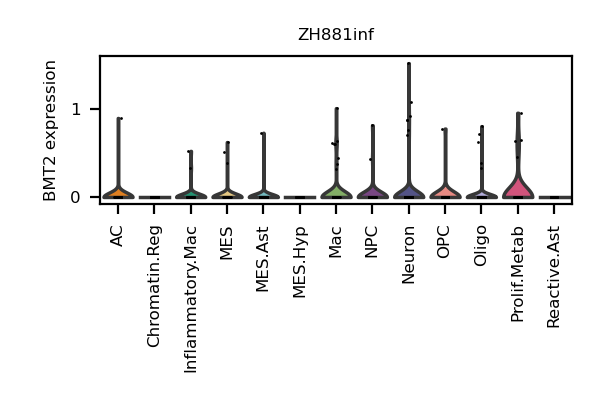 ZH881inf
BMT2 expression
1
0
AC
Chromatin.Reg
Inflammatory.Mac
MES
MES.Ast
MES.Hyp
Mac
NPC
Neuron
OPC
Oligo
Prolif.Metab
Reactive.Ast